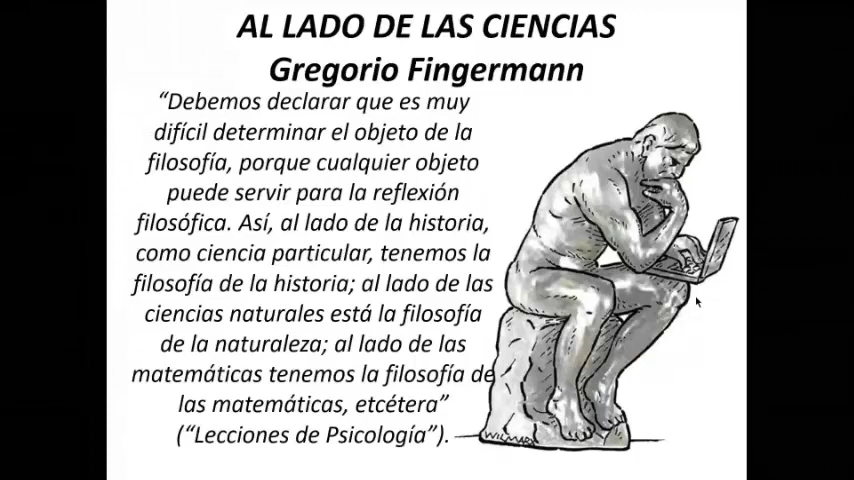 AL LADO DE LAS CIENCIAS
Gregorio Fingermann
“Debemos declarar que es muy
difícil determinar el objeto de la
filosofía, porque cualquier objeto
puede servir para la reflexión
filosófica. Así, al lado de la historia,
como ciencia particular, tenemos la
filosofía de la historia; al lado de las
ciencias naturales está la filosofía
de la naturaleza; al lado de las
matemáticas tenemos la filosofía de
las matemáticas, etcétera”
(“Lecciones de Psicología”).